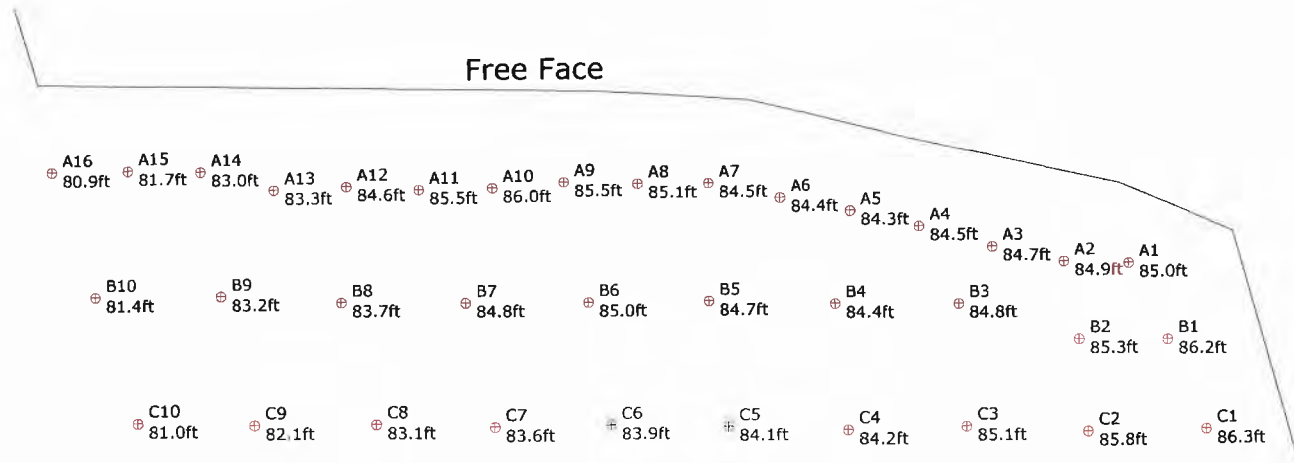 Free Face
A16
80.9ft
A15
81.7ft
A14
83.0ft
A13
83.3ft
A12
84.6ft
A11
85.5ft
A10
86.0ft
A9
85.5ft
A8
85.1ft
A7
84.5ft
A6
84.4ft
A5
84.3ft
A4
84.5ft
A3
84.7ft
A2
84.9ft
A1
85.0ft
B10
81.4ft
B9
83.2ft
B8
83.7ft
B7
84.8ft
B6
85.0ft
B5
84.7ft
B4
84.4ft
B3
84.8ft
B2
85.3ft
B1
86.2ft
C10
81.0ft
C9
82.1ft
C8
83.1ft
C7
83.6ft
C6
83.9ft
C5
84.1ft
C4
84.2ft
C3
85.1ft
C2
85.8ft
C1
86.3ft